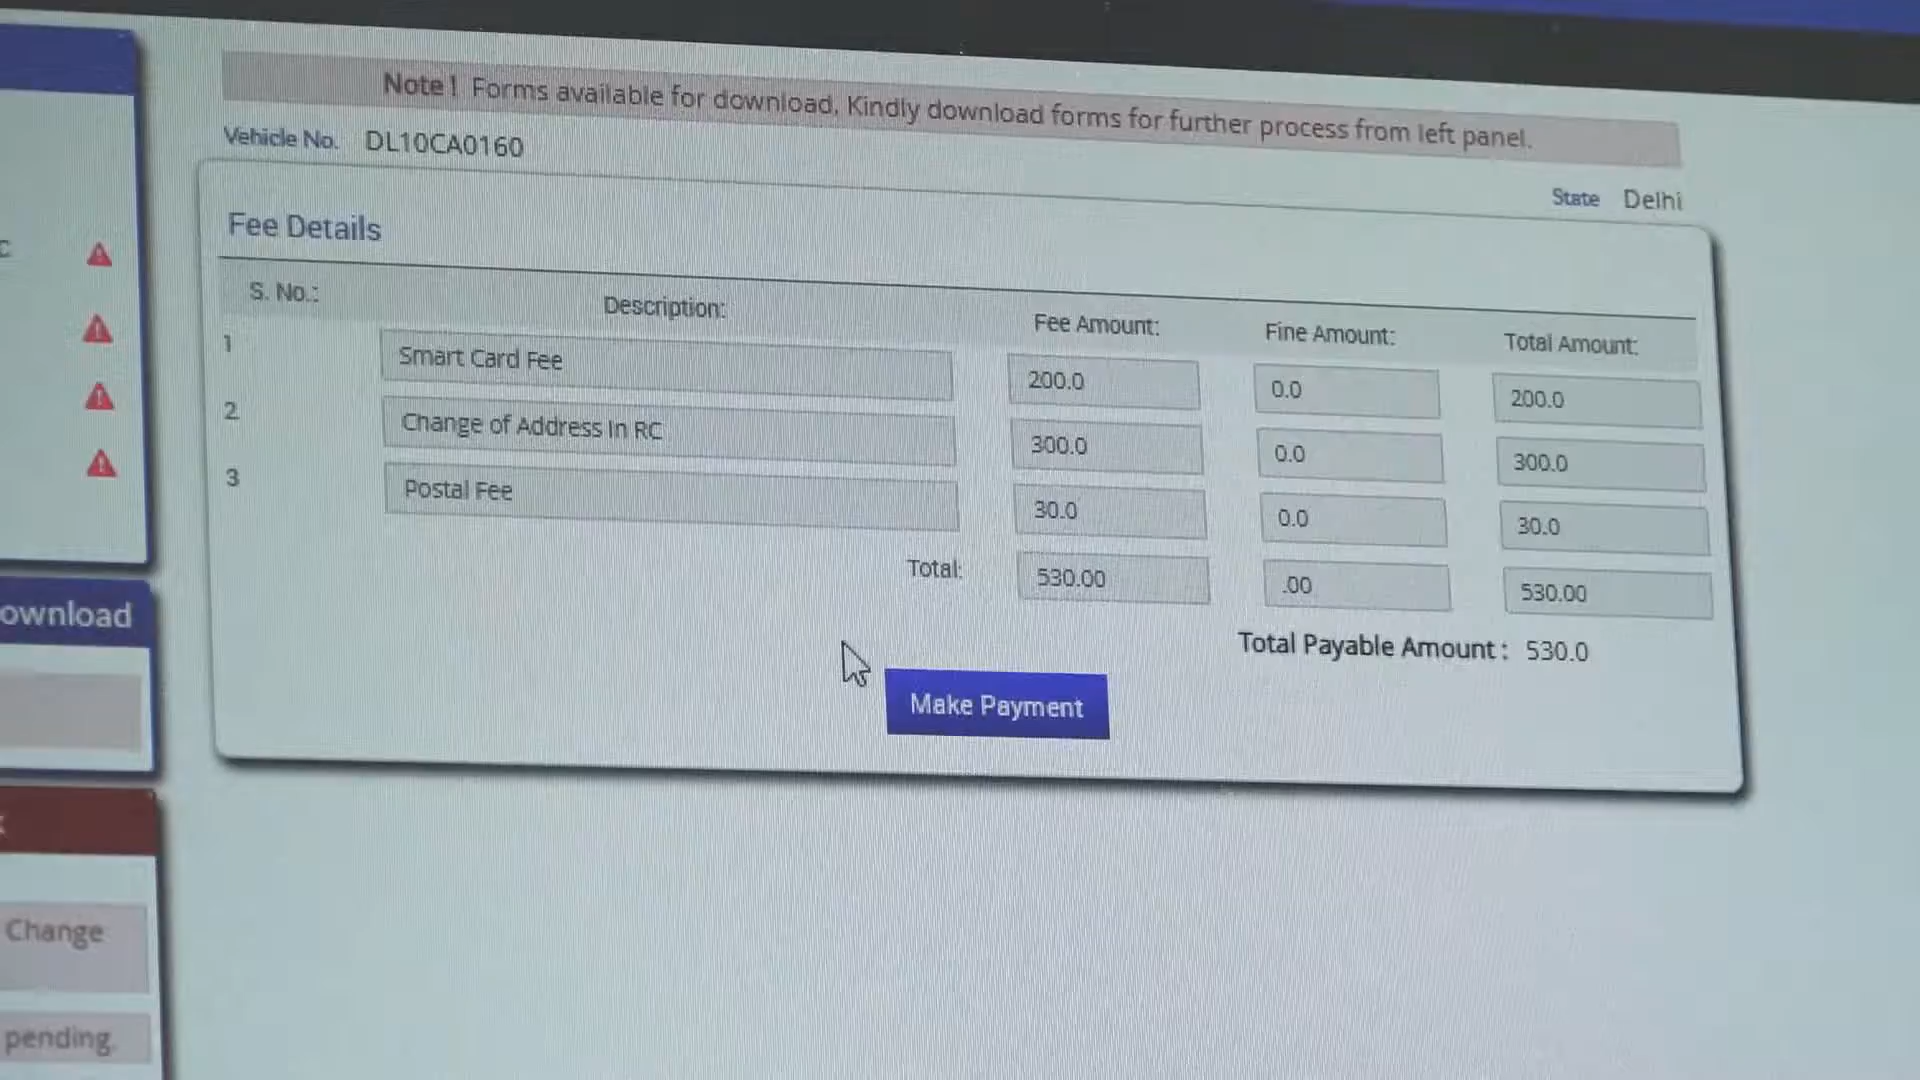 Note! Forms available for download, Kindly download forms for further process from left panel.
Vehicle No. DL10CA0160
State Delhi
Fee Details
S. No.: Description: Fee Amount: Fine Amount: Total Amount:
1 Smart Card Fee 200.0 0.0 200.0
2 Change of Address In RC 300.0 0.0 300.0
3 Postal Fee 30.0 0.0 30.0
Total: 530.00 .00 530.00
Total Payable Amount : 530.0
Make Payment
ownload
Change
pending.